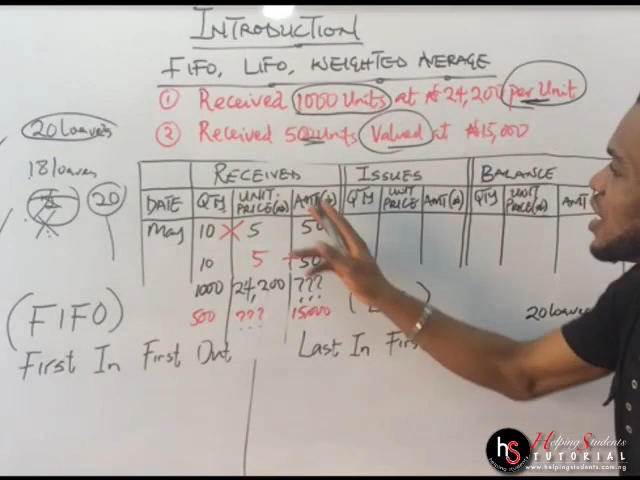 INTRODUCTION
FIFO, LIFO, WEIGHTED AVERAGE
① Received 1000 Units at ₦24,200 per Unit
② Received 500 Units Valued at ₦15,000
20 loaves
18 loaves
20
RECEIVED ISSUES BALANCE
DATE QTY UNIT PRICE(₦) AMT(₦) QTY UNIT PRICE AMT(₦) QTY UNIT PRICE(₦) AMT
May 10 × 5 50
10 5 50
1000 24,200 ???
500 ??? 15000
20 loaves
(FIFO)
First In First Out
Last In First
hS
Helping Students
TUTORIAL
www.helpingstudents.com.ng